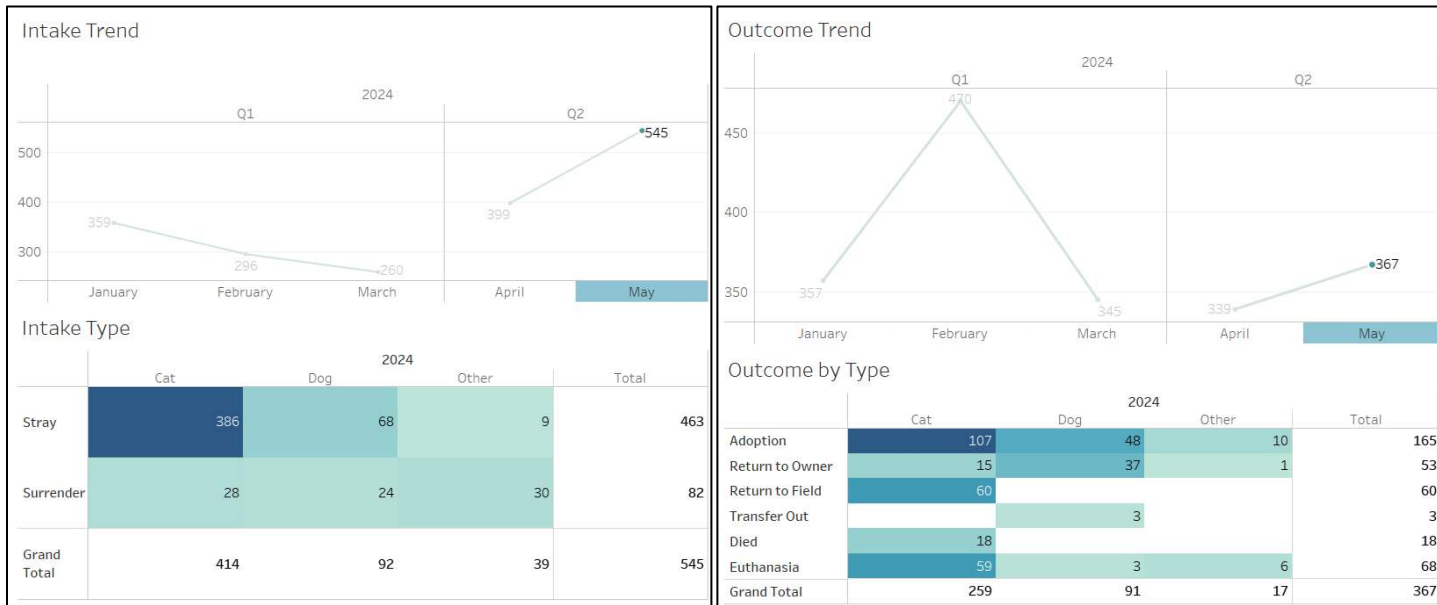 Intake Trend
2024
Q1 Q2
500
400
300
359
296
260
399
545
January February March April May
Intake Type
2024
Cat Dog Other Total
Stray 386 68 9 463
Surrender 28 24 30 82
Grand Total 414 92 39 545
Outcome Trend
2024
Q1 Q2
450
400
350
357
470
345
339
367
January February March April May
Outcome by Type
2024
Cat Dog Other Total
Adoption 107 48 10 165
Return to Owner 15 37 1 53
Return to Field 60 60
Transfer Out 3 3
Died 18 18
Euthanasia 59 3 6 68
Grand Total 259 91 17 367